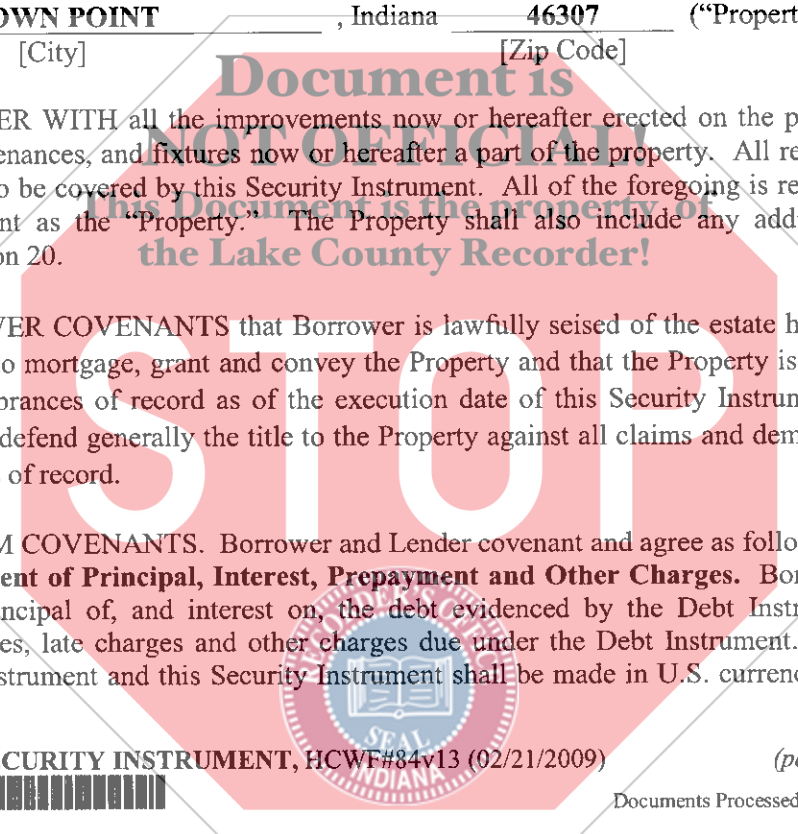 OWN POINT , Indiana 46307 ("Propert
[City] [Zip Code]
Document is
ER WITH all the improvements now or hereafter erected on the p
NOT OFFICIAL!
enances, and fixtures now or hereafter a part of the property. All re
o be covered by this Security Instrument. All of the foregoing is re
This Document is the property of
nt as the "Property." The Property shall also include any add
on 20.
the Lake County Recorder!
VER COVENANTS that Borrower is lawfully seised of the estate h
o mortgage, grant and convey the Property and that the Property is
brances of record as of the execution date of this Security Instrum
defend generally the title to the Property against all claims and dem
of record.
STOP
M COVENANTS. Borrower and Lender covenant and agree as follo
ent of Principal, Interest, Prepayment and Other Charges. Bor
ncipal of, and interest on, the debt evidenced by the Debt Instr
es, late charges and other charges due under the Debt Instrument.
strument and this Security Instrument shall be made in U.S. currenc
RECORDER'S OFFICE
SEAL
INDIANA
CURITY INSTRUMENT, HCWF#84v13 (02/21/2009) (p
Documents Processed